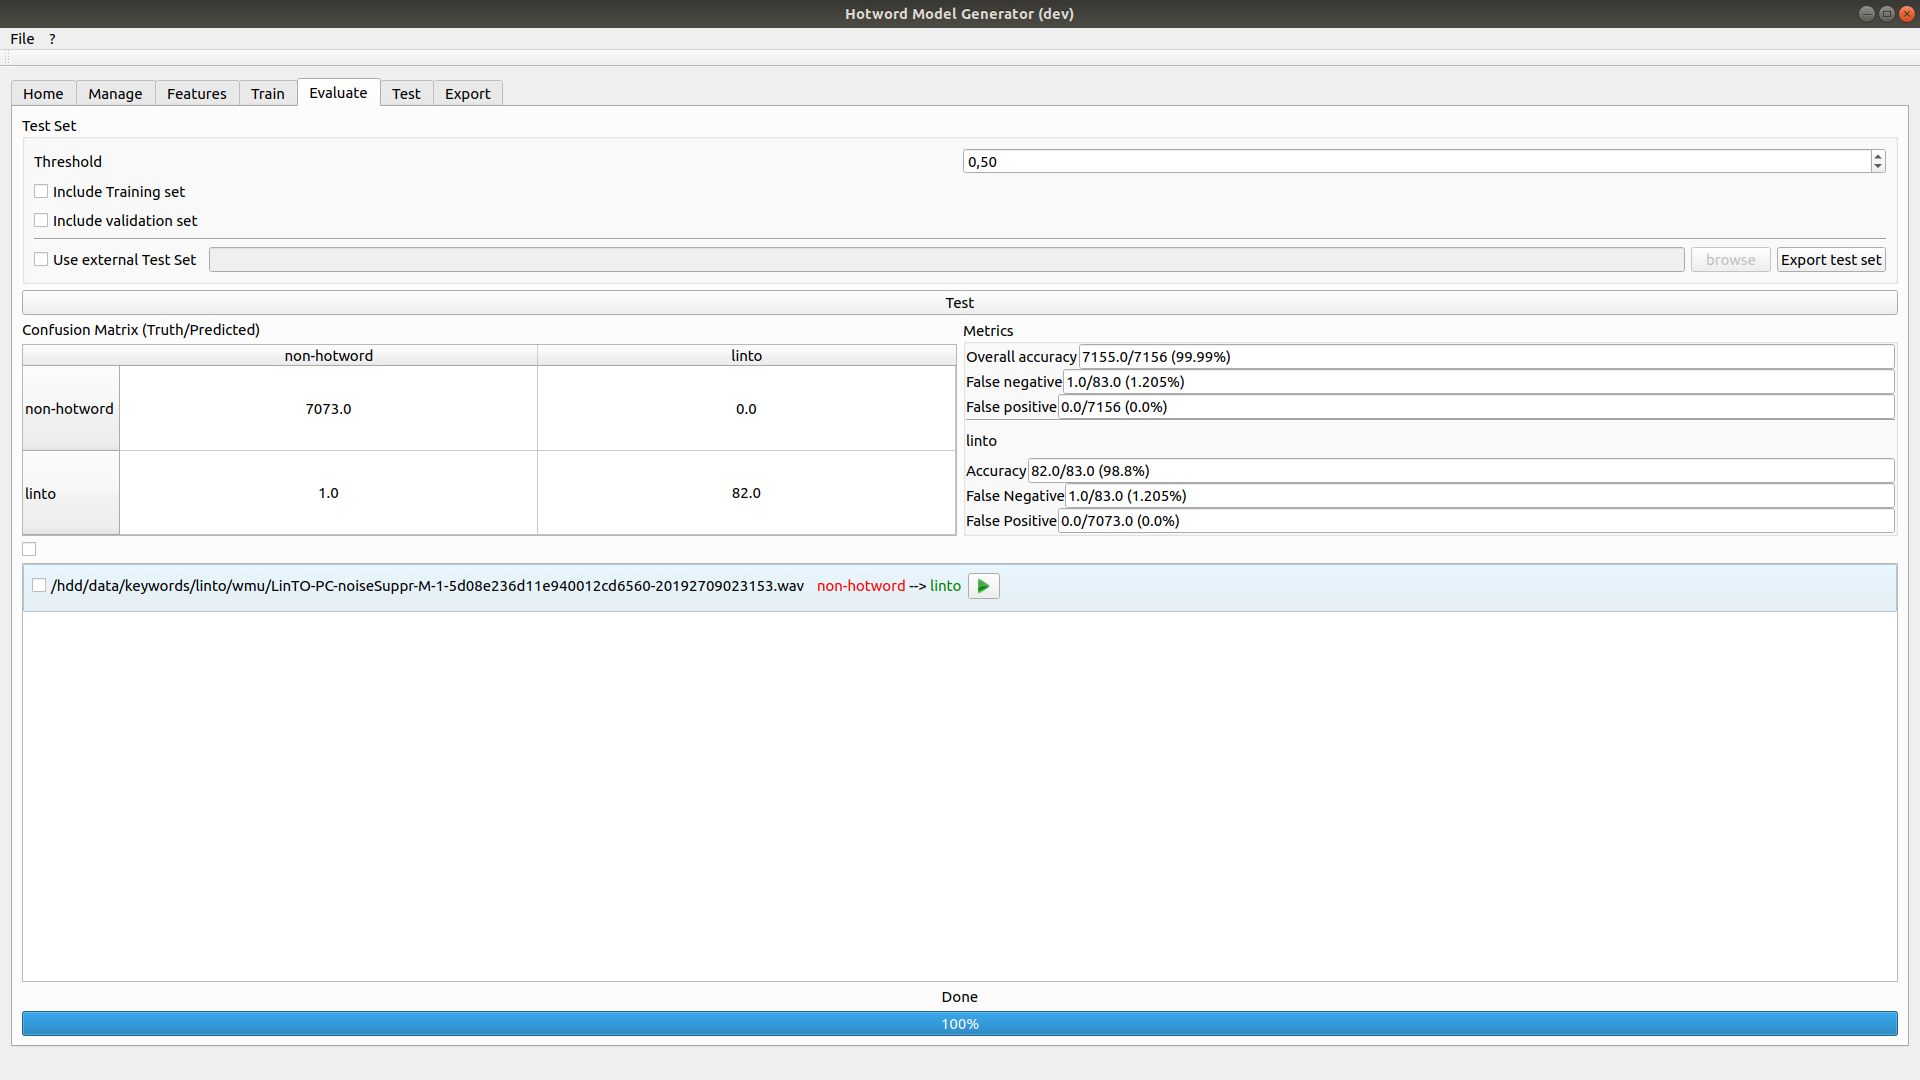 Hotword Model Generator (dev)
File ?
Home Manage Features Train Evaluate Test Export
Test Set
Threshold 0,50
Include Training set
Include validation set
Use external Test Set browse Export test set
Test
Confusion Matrix (Truth/Predicted)
non-hotword linto
non-hotword 7073.0 0.0
linto 1.0 82.0
Metrics
Overall accuracy 7155.0/7156 (99.99%)
False negative 1.0/83.0 (1.205%)
False positive 0.0/7156 (0.0%)
linto
Accuracy 82.0/83.0 (98.8%)
False Negative 1.0/83.0 (1.205%)
False Positive 0.0/7073.0 (0.0%)
/hdd/data/keywords/linto/wmu/LinTO-PC-noiseSuppr-M-1-5d08e236d11e940012cd6560-20192709023153.wav non-hotword --> linto
Done
100%